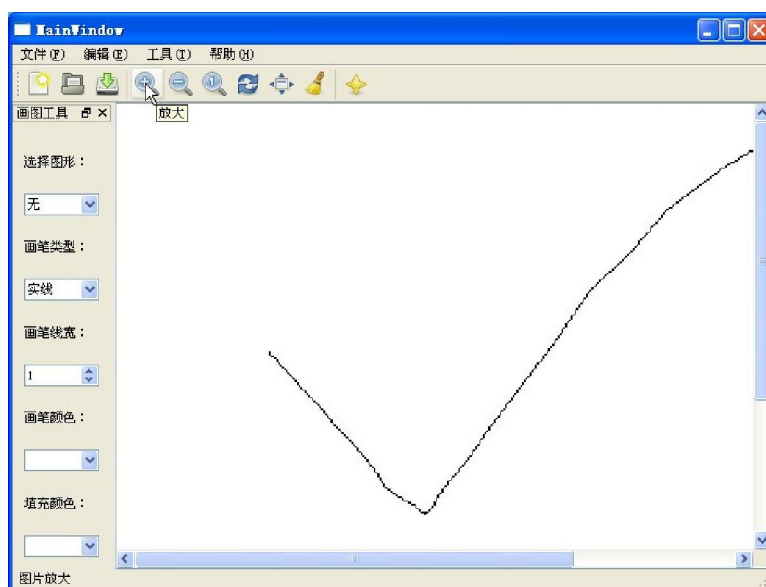 MainWindow
文件(F) 编辑(E) 工具(T) 帮助(H)
放大
画图工具
选择图形：
无
画笔类型：
实线
画笔线宽：
1
画笔颜色：
填充颜色：
图片放大